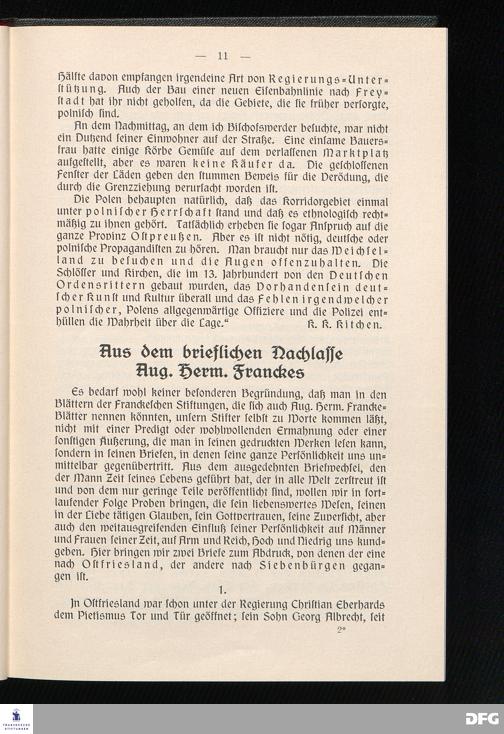 — 11 —
Hälfte davon empfangen irgendeine Art von Regierungs-Unter-
stützung. Auch der Bau einer neuen Eisenbahnlinie nach Frey-
stadt hat ihr nicht geholfen, da die Gebiete, die sie früher versorgte,
polnisch sind.
An dem Nachmittag, an dem ich Bischofswerder besuchte, war nicht
ein Dutzend seiner Einwohner auf der Straße. Eine einsame Bauers-
frau hatte einige Körbe Gemüse auf dem verlassenen Marktplatz
aufgestellt, aber es waren keine Käufer da. Die geschlossenen
Fenster der Läden geben den stummen Beweis für die Verödung, die
durch die Grenzziehung verursacht worden ist.
Die Polen behaupten natürlich, daß das Korridorgebiet einmal
unter polnischer Herrschaft stand und daß es ethnologisch recht-
mäßig zu ihnen gehört. Tatsächlich erheben sie sogar Anspruch auf die
ganze Provinz Ostpreußen. Aber es ist nicht nötig, deutsche oder
polnische Propagandisten zu hören. Man braucht nur das Weichsel-
land zu besuchen und die Augen offenzuhalten. Die
Schlösser und Kirchen, die im 13. Jahrhundert von den Deutschen
Ordensrittern gebaut wurden, das Vorhandensein deut-
scher Kunst und Kultur überall und das Fehlen irgendwelcher
polnischer, Polens allgegenwärtige Offiziere und die Polizei ent-
hüllen die Wahrheit über die Lage.“ K. K. Kitchen.
Aus dem brieflichen Nachlasse
Aug. Herm. Franckes
Es bedarf wohl keiner besonderen Begründung, daß man in den
Blättern der Franckeschen Stiftungen, die sich auch Aug. Herm. Francke-
Blätter nennen könnten, unsern Stifter selbst zu Worte kommen läßt,
nicht mit einer Predigt oder wohlwollenden Ermahnung oder einer
sonstigen Äußerung, die man in seinen gedruckten Werken lesen kann,
sondern in seinen Briefen, in denen seine ganze Persönlichkeit uns un-
mittelbar gegenübertritt. Aus dem ausgedehnten Briefwechsel, den
der Mann Zeit seines Lebens geführt hat, der in alle Welt zerstreut ist
und von dem nur geringe Teile veröffentlicht sind, wollen wir in fort-
laufender Folge Proben bringen, die sein liebenswertes Wesen, seinen
in der Liebe tätigen Glauben, sein Gottvertrauen, seine Zuversicht, aber
auch den weitausgreifenden Einfluß seiner Persönlichkeit auf Männer
und Frauen seiner Zeit, auf Arm und Reich, Hoch und Niedrig uns kund-
geben. Hier bringen wir zwei Briefe zum Abdruck, von denen der eine
nach Ostfriesland, der andere nach Siebenbürgen gegan-
gen ist.
1.
In Ostfriesland war schon unter der Regierung Christian Eberhards
dem Pietismus Tor und Tür geöffnet; sein Sohn Georg Albrecht, seit
2*
FRANCKESCHE
STIFTUNGEN
DFG